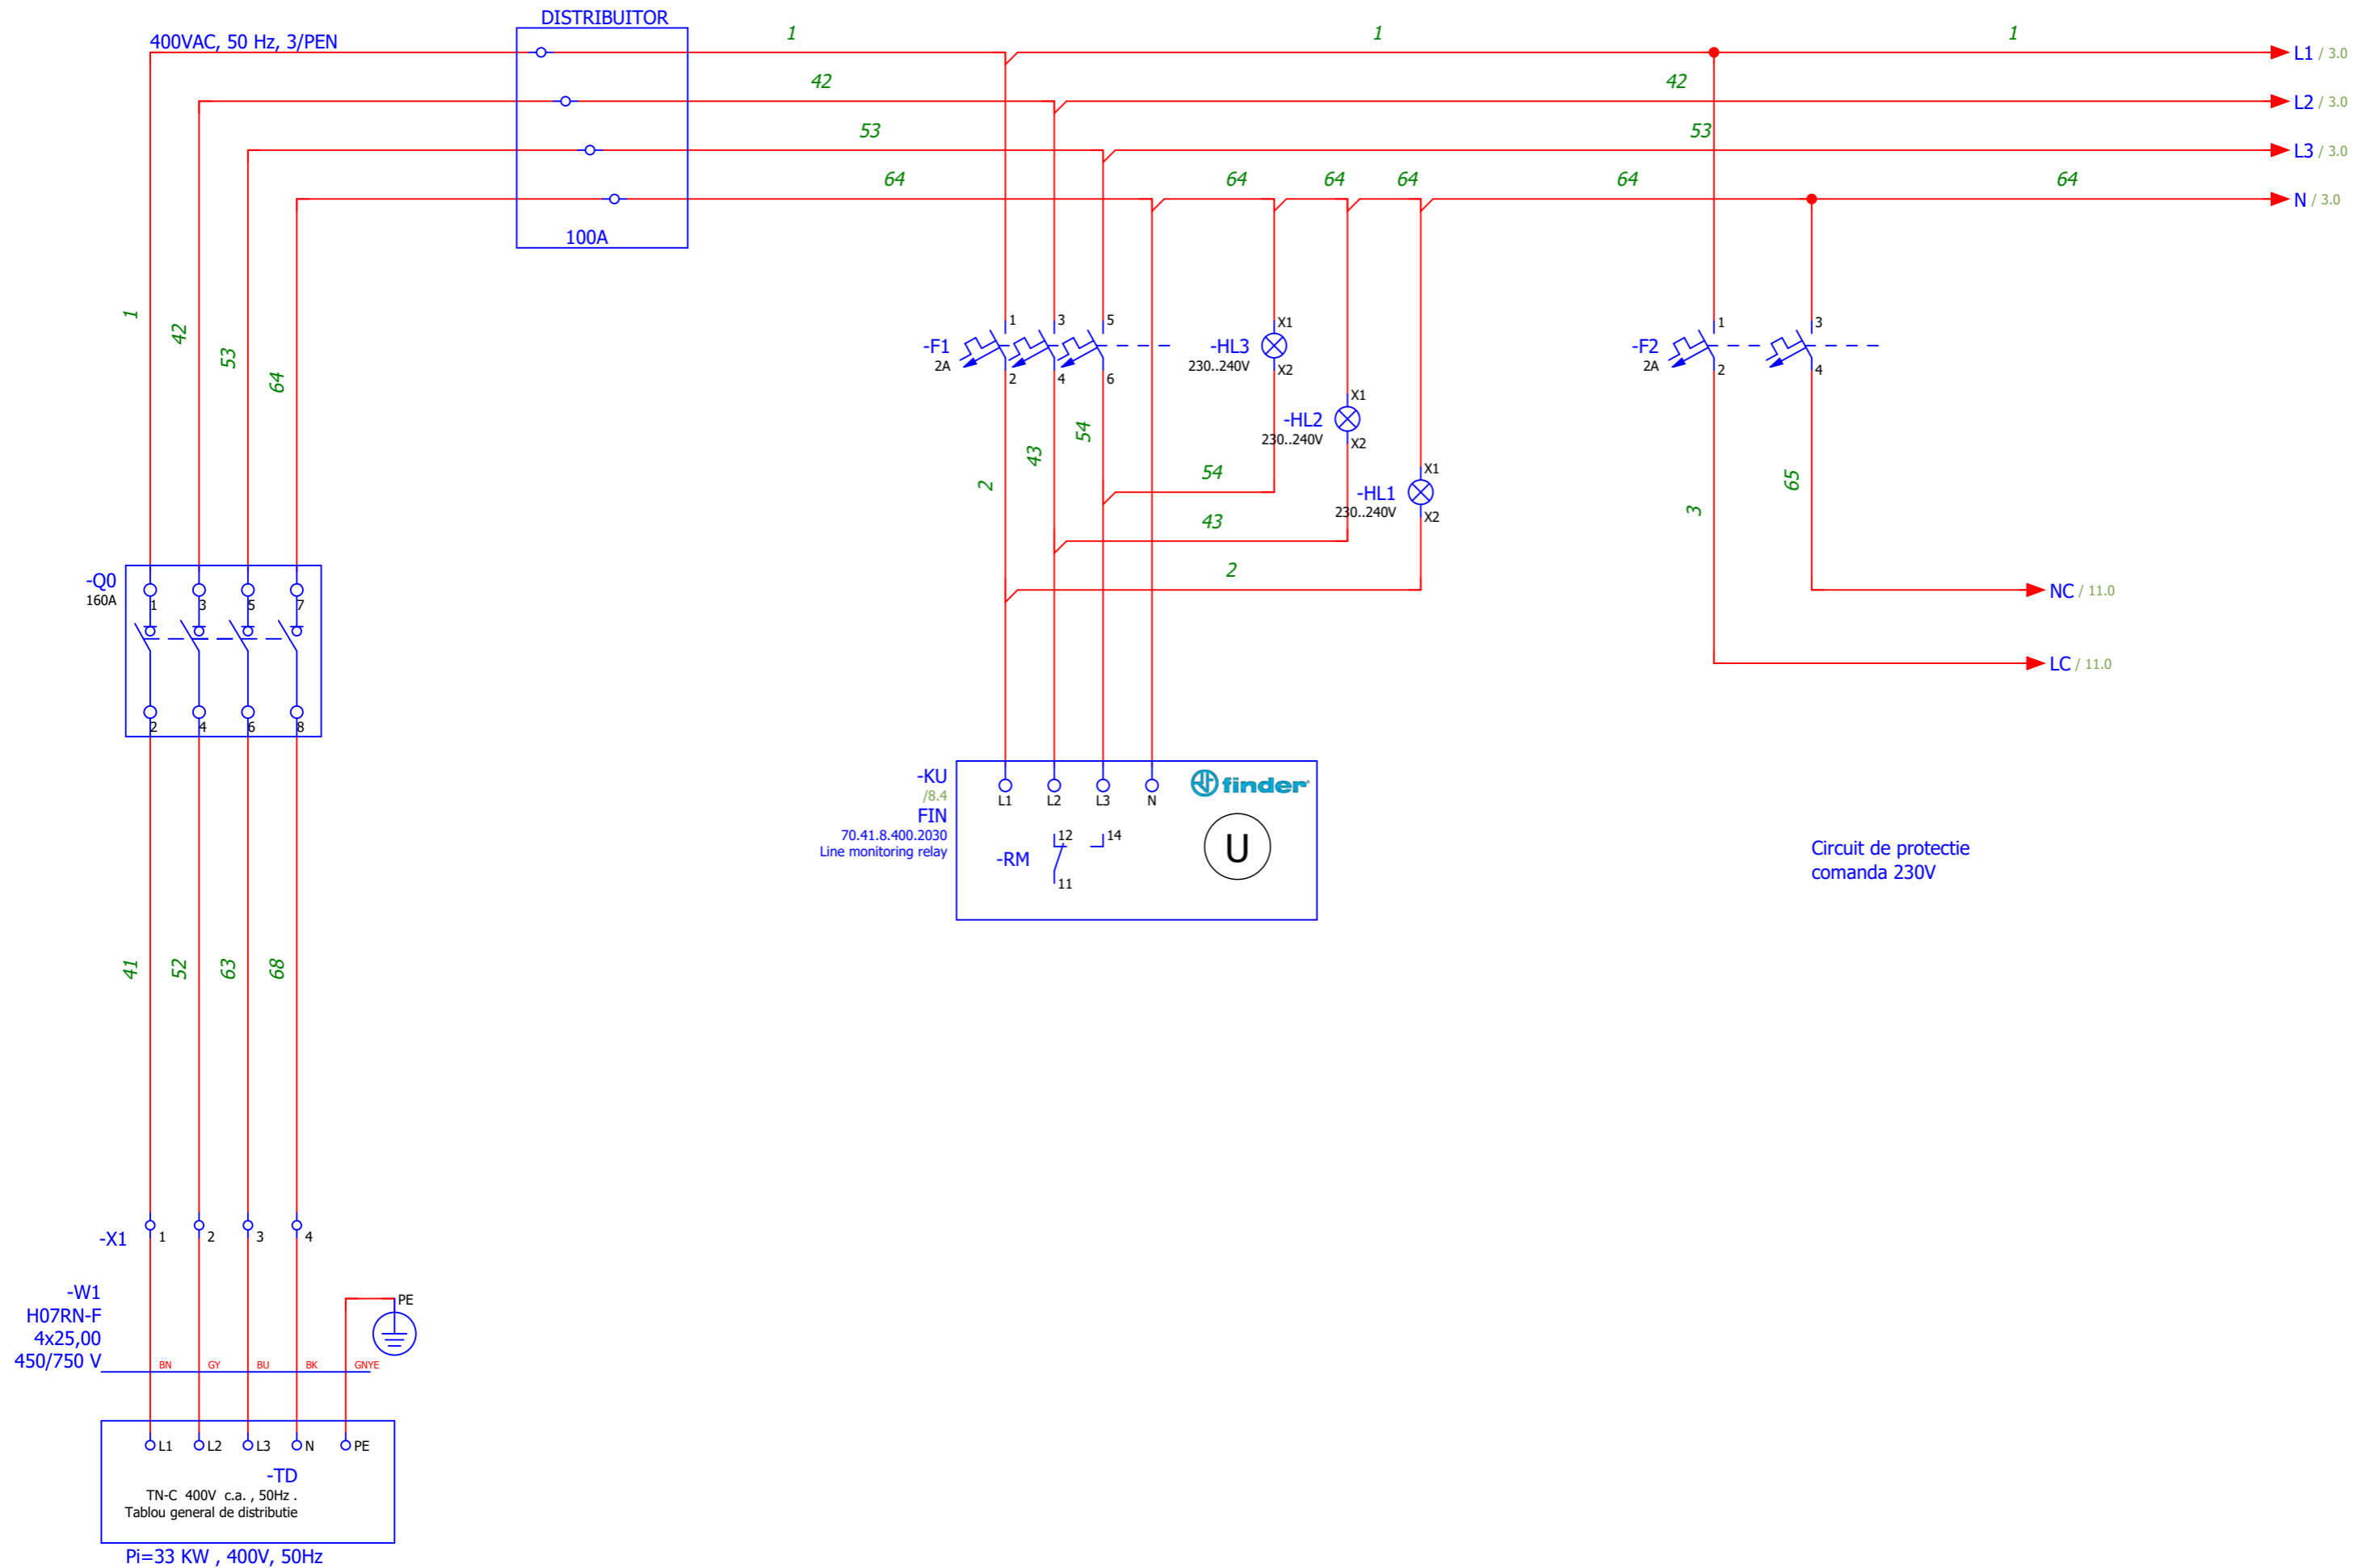 DISTRIBUITOR
400VAC, 50 Hz, 3/PEN
1
1
1
L1 / 3.0
42
42
L2 / 3.0
53
53
L3 / 3.0
64
64
64
64
64
64
N / 3.0
100A
1
42
53
64
-F1
2A
1
2
3
4
5
6
-HL3
230..240V
X1
X2
-HL2
230..240V
X1
X2
-HL1
230..240V
X1
X2
-F2
2A
1
2
3
4
2
43
54
54
43
2
3
65
NC / 11.0
LC / 11.0
-Q0
160A
1
3
5
7
2
4
6
8
-KU
/8.4
FIN
70.41.8.400.2030
Line monitoring relay
L1
L2
L3
N
finder
-RM
12
14
11
U
Circuit de protectie
comanda 230V
41
52
63
68
-X1
1
2
3
4
-W1
H07RN-F
4x25,00
450/750 V
BN
GY
BU
BK
GNYE
PE
L1
L2
L3
N
PE
-TD
TN-C 400V c.a. , 50Hz .
Tablou general de distributie
Pi=33 KW , 400V, 50Hz